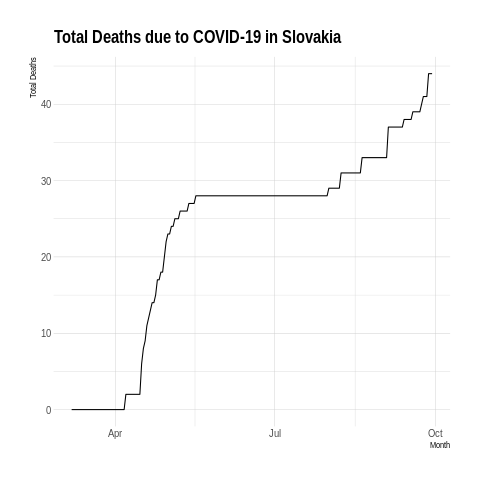 Total Deaths due to COVID-19 in Slovakia
Total Deaths
40
30
20
10
0
Apr
Jul
Oct
Month